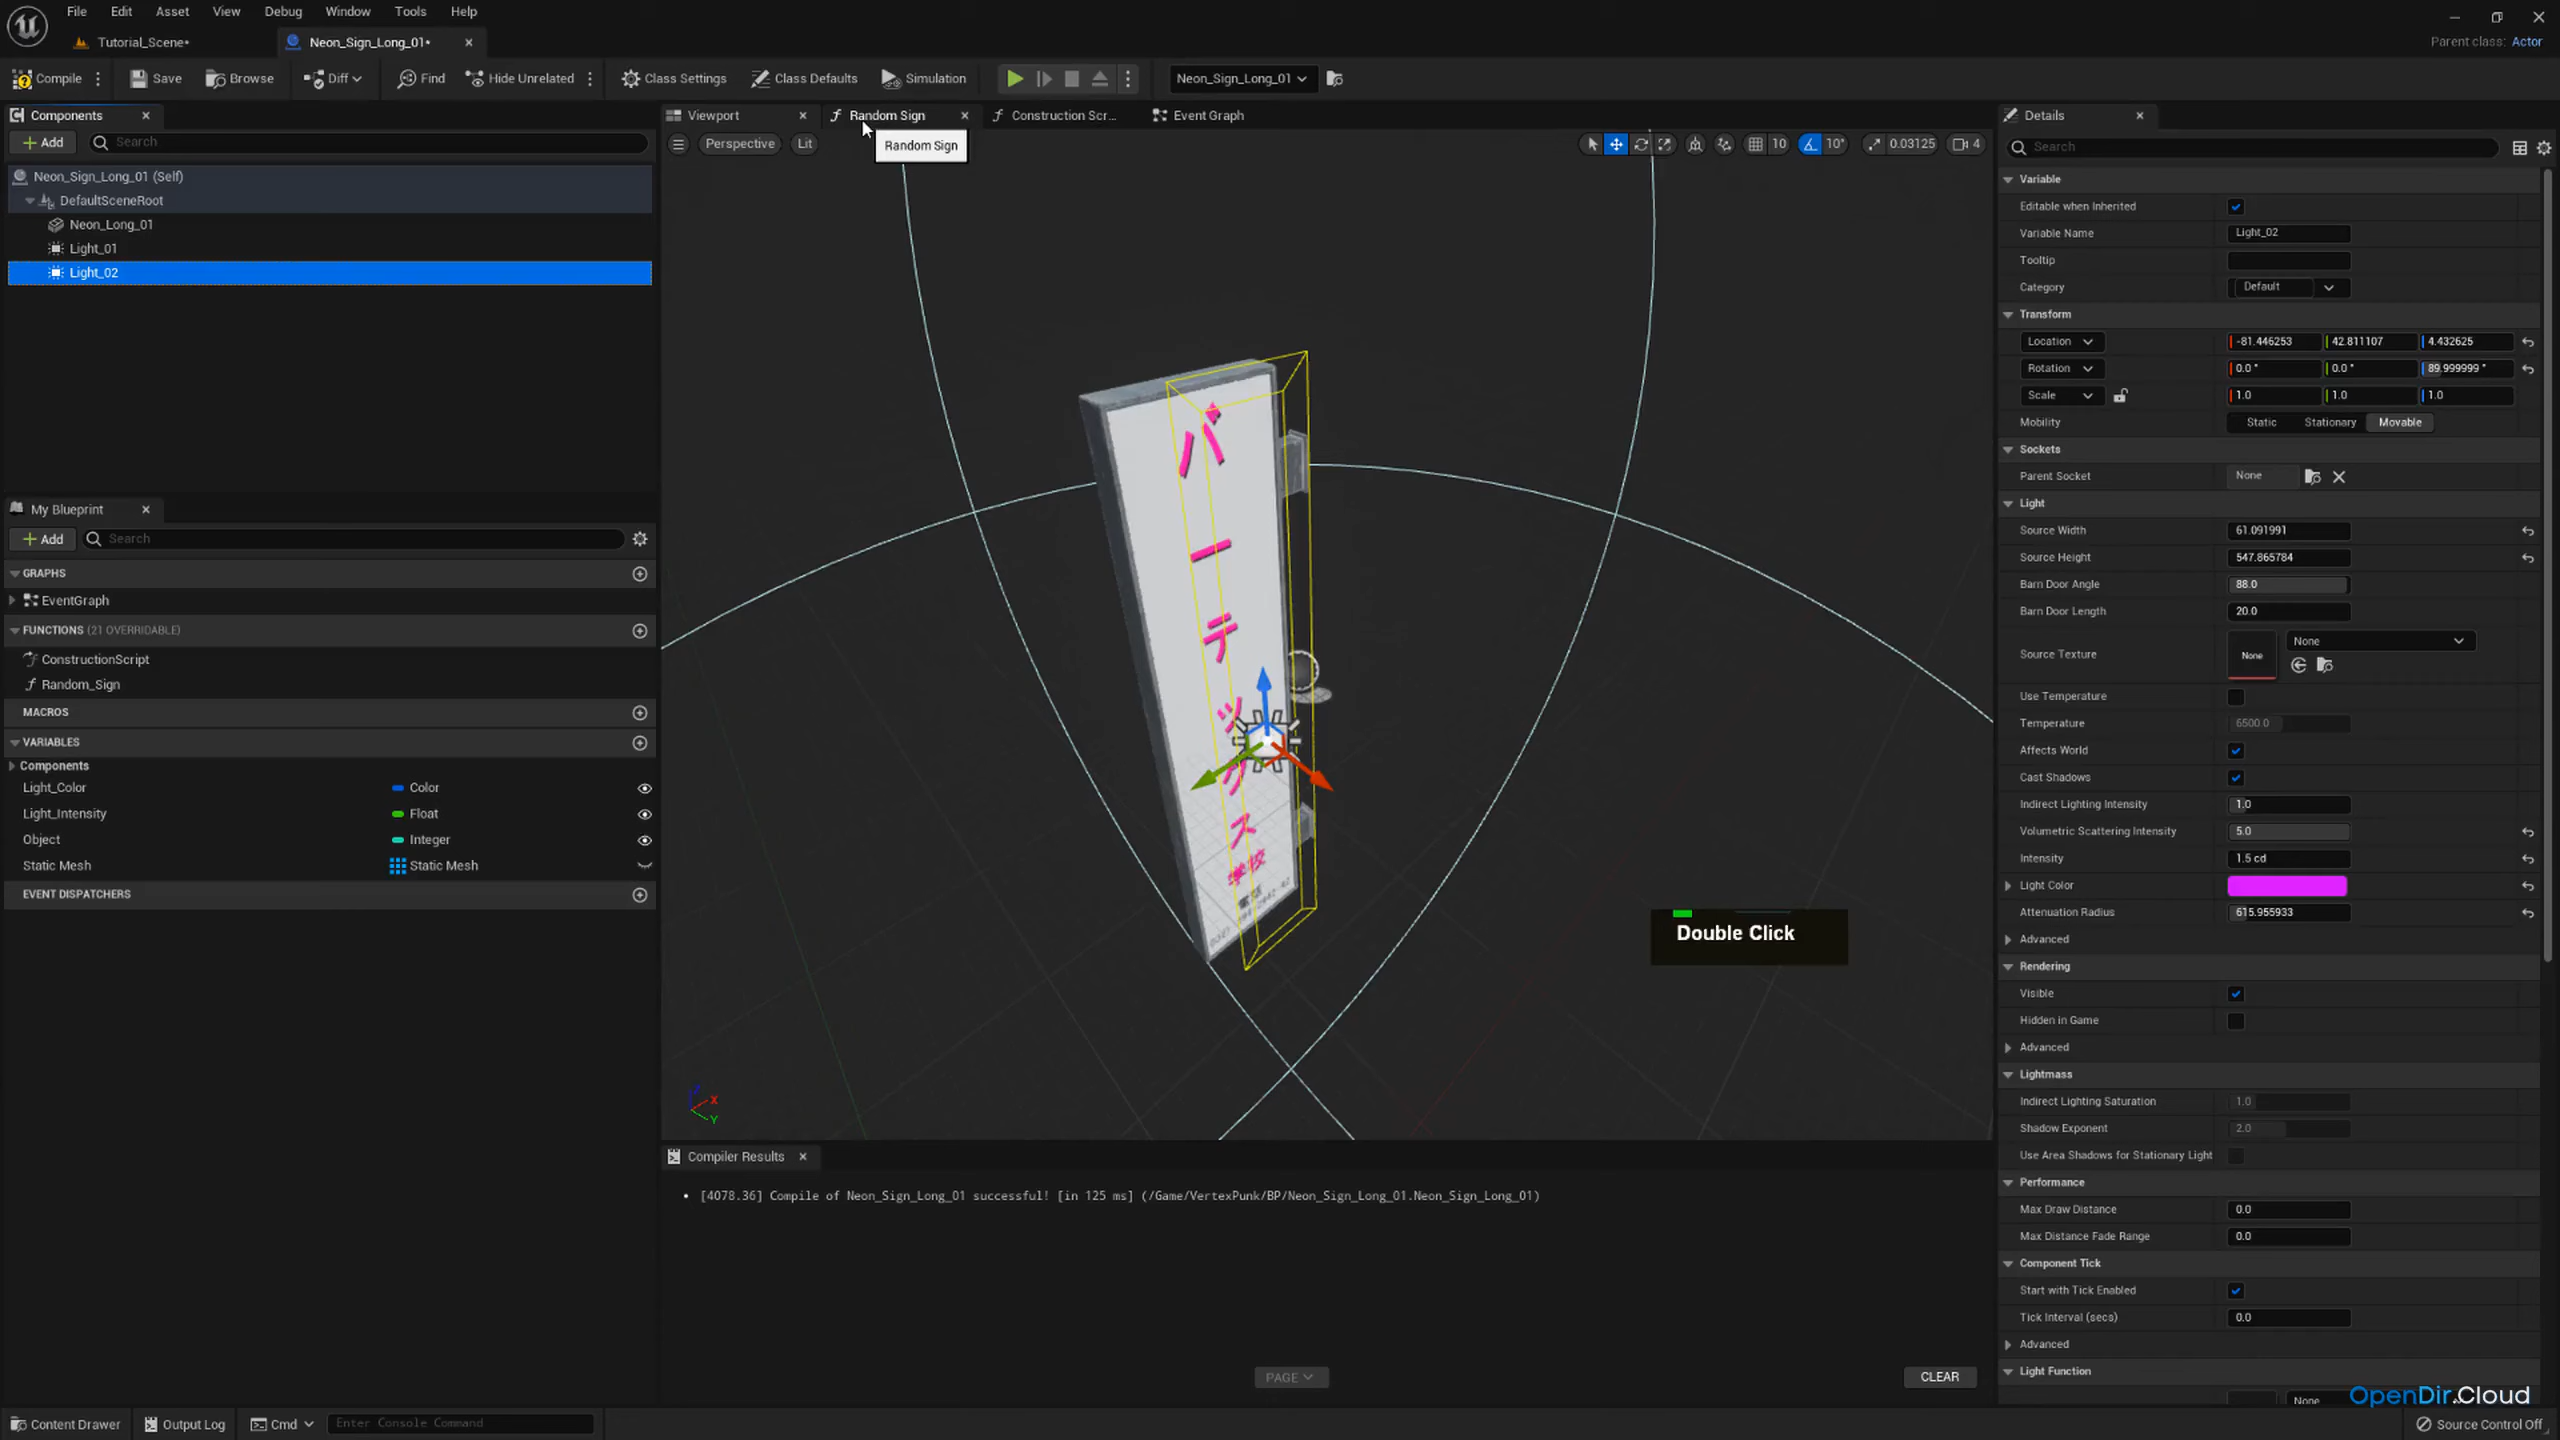 File Edit Asset View Debug Window Tools Help
Tutorial_Scene*
Neon_Sign_Long_01*
Parent class: Actor
Compile
Save
Browse
Diff
Find
Hide Unrelated
Class Settings
Class Defaults
Simulation
Neon_Sign_Long_01
Components
Add
Search
Neon_Sign_Long_01 (Self)
DefaultSceneRoot
Neon_Long_01
Light_01
Light_02
My Blueprint
Add
Search
GRAPHS
EventGraph
FUNCTIONS (21 OVERRIDABLE)
ConstructionScript
Random_Sign
MACROS
VARIABLES
Components
Light_Color Color
Light_Intensity Float
Object Integer
Static Mesh Static Mesh
EVENT DISPATCHERS
Viewport
Random Sign
Construction Scr...
Event Graph
Perspective
Lit
Random Sign
10
10°
0.03125
4
バーテックス
学校
Double Click
X
Y
Compiler Results
[4078.36] Compile of Neon_Sign_Long_01 successful! [in 125 ms] (/Game/VertexPunk/BP/Neon_Sign_Long_01.Neon_Sign_Long_01)
PAGE
CLEAR
Details
Search
Variable
Editable when Inherited
Variable Name Light_02
Tooltip
Category Default
Transform
Location -81.446253 42.811107 4.432625
Rotation 0.0 ° 0.0 ° 89.999999 °
Scale 1.0 1.0 1.0
Mobility Static Stationary Movable
Sockets
Parent Socket None
Light
Source Width 61.091991
Source Height 547.865784
Barn Door Angle 88.0
Barn Door Length 20.0
Source Texture None None
Use Temperature
Temperature 6500.0
Affects World
Cast Shadows
Indirect Lighting Intensity 1.0
Volumetric Scattering Intensity 5.0
Intensity 1.5 cd
Light Color
Attenuation Radius 615.955933
Advanced
Rendering
Visible
Hidden in Game
Advanced
Lightmass
Indirect Lighting Saturation 1.0
Shadow Exponent 2.0
Use Area Shadows for Stationary Light
Performance
Max Draw Distance 0.0
Max Distance Fade Range 0.0
Component Tick
Start with Tick Enabled
Tick Interval (secs) 0.0
Advanced
Light Function
None
OpenDir.Cloud
Content Drawer
Output Log
Cmd
Enter Console Command
Source Control Off